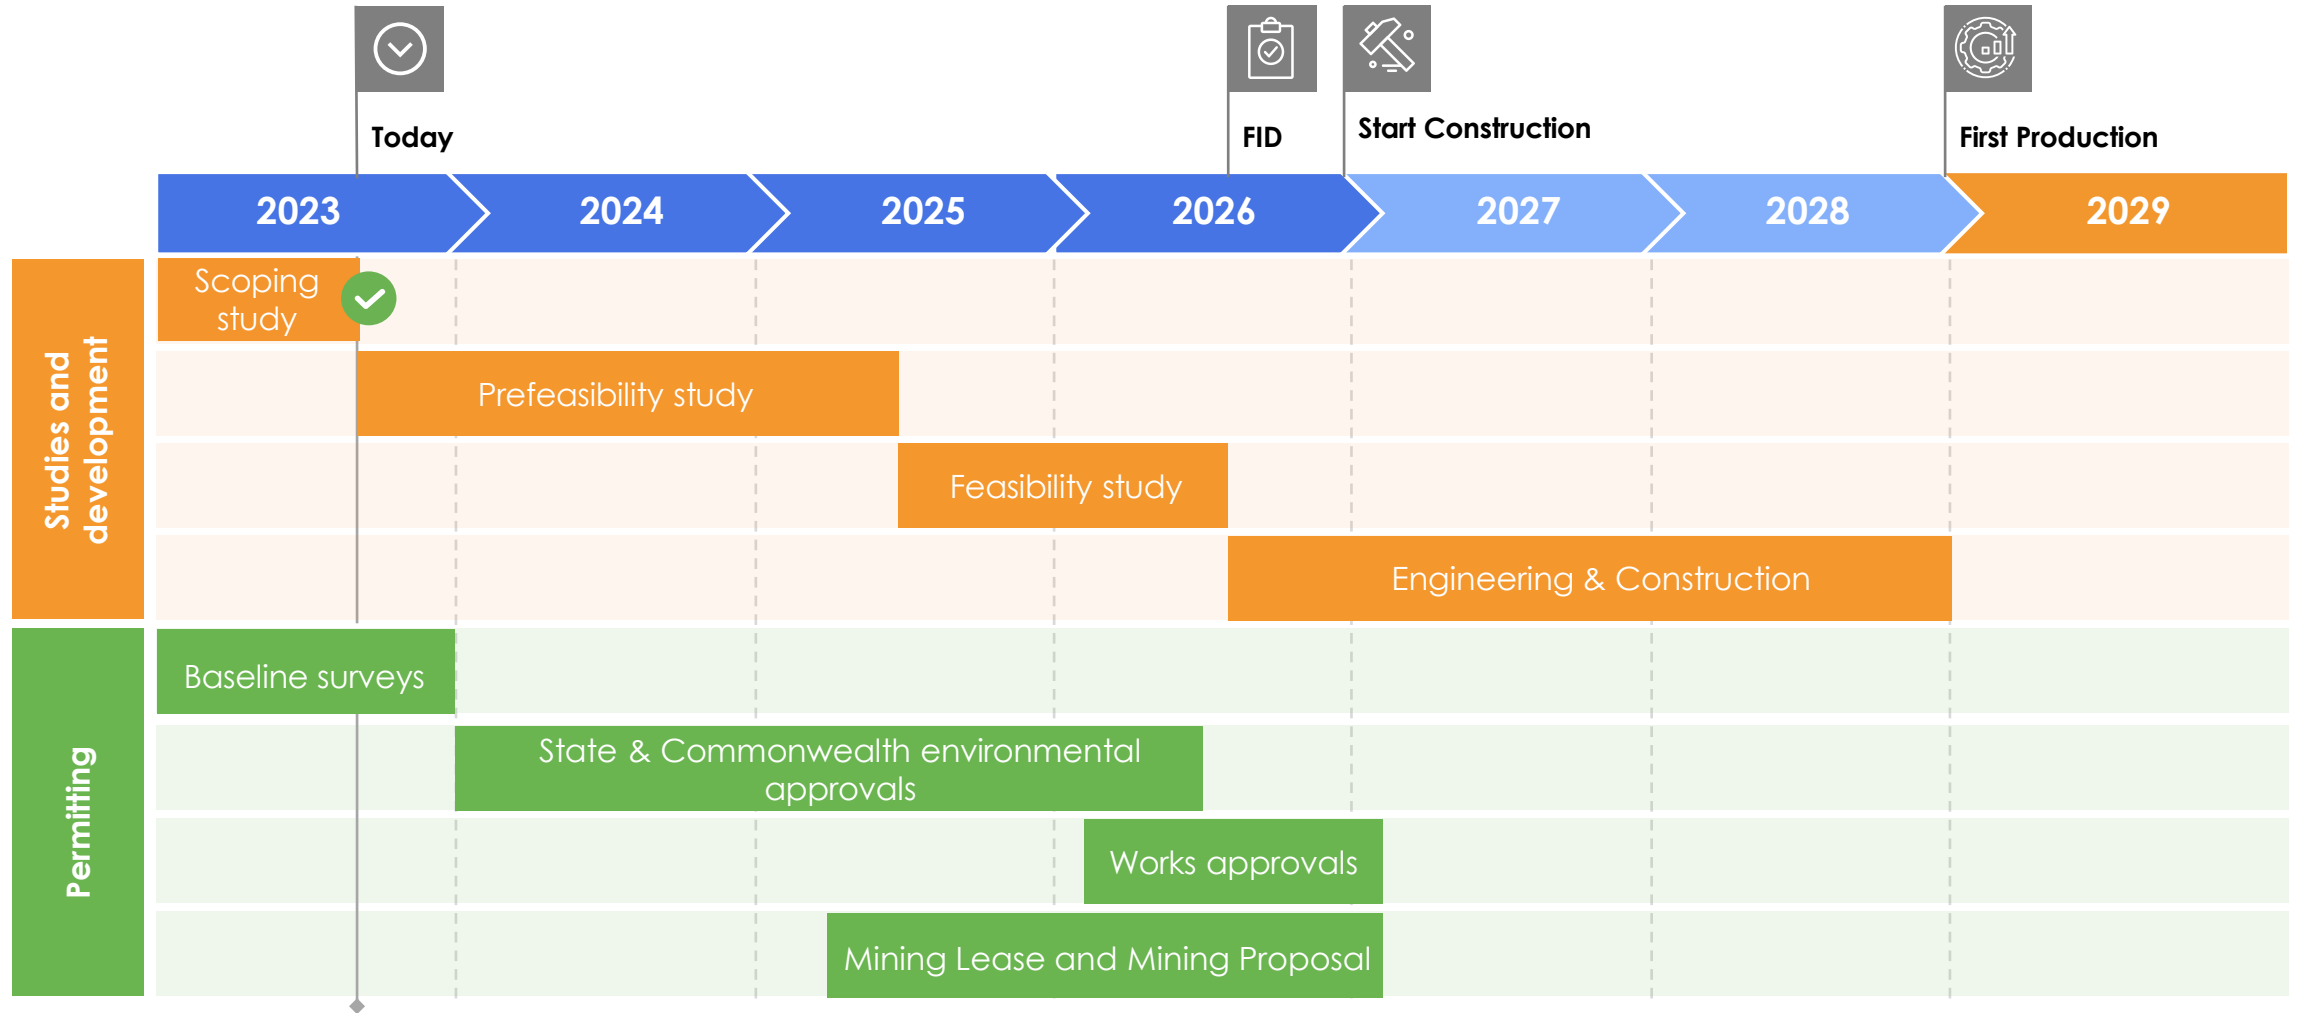 Today
FID
Start Construction
First Production
2023
2024
2025
2026
2027
2028
2029
Studies and
development
Scoping
study
Prefeasibility study
Feasibility study
Engineering & Construction
Permitting
Baseline surveys
State & Commonwealth environmental
approvals
Works approvals
Mining Lease and Mining Proposal